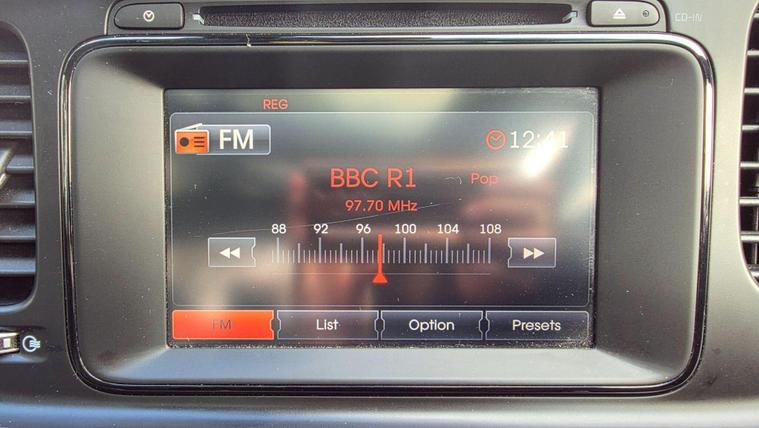 CD-IN
REG
FM
12:41
BBC R1
Pop
97.70 MHz
88 92 96 100 104 108
FM List Option Presets